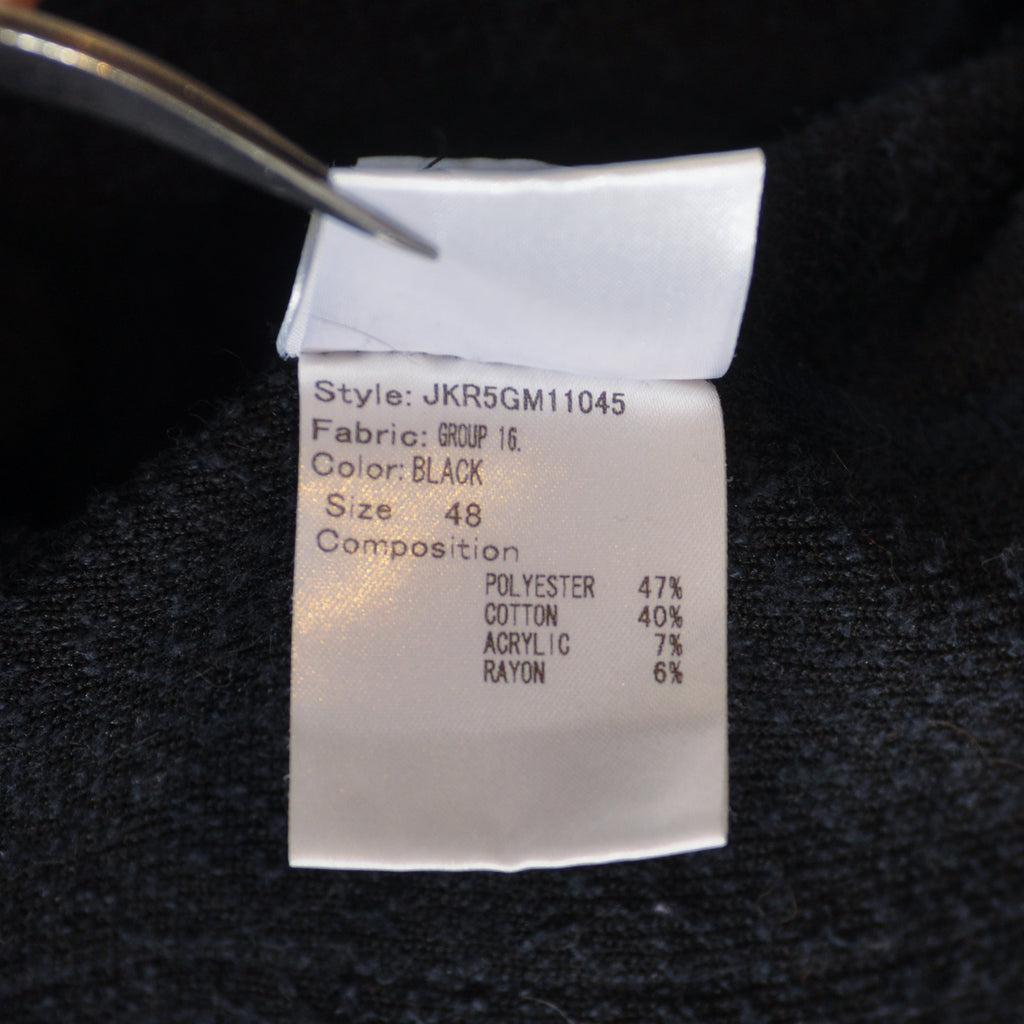 Style: JKR5GM11045
Fabric: GROUP 16.
Color: BLACK
Size 48
Composition
POLYESTER 47%
COTTON 40%
ACRYLIC 7%
RAYON 6%